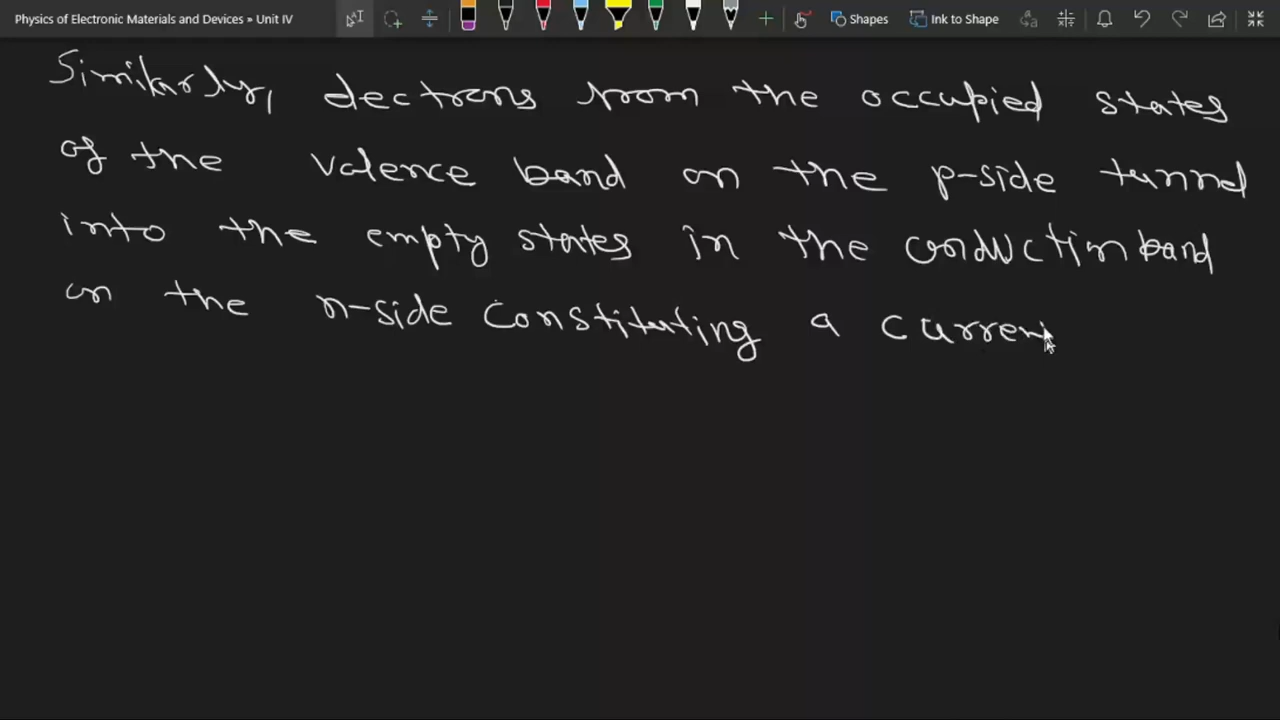 Physics of Electronic Materials and Devices » Unit IV
Shapes
Ink to Shape
Similarly, electrons from the occupied states
of the valence band on the p-side tunnel
into the empty states in the conduction band
on the n-side constituting a curren